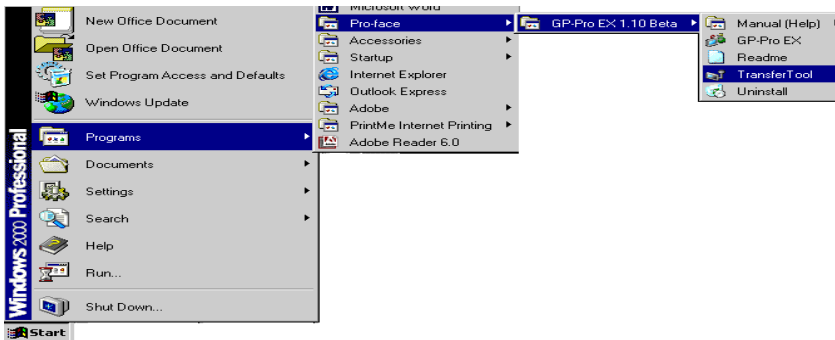 New Office Document
Open Office Document
Set Program Access and Defaults
Windows Update
Programs
Documents
Settings
Search
Help
Run...
Shut Down...
Windows 2000 Professional
Start
Microsoft Word
Pro-face
Accessories
Startup
Internet Explorer
Outlook Express
Adobe
PrintMe Internet Printing
Adobe Reader 6.0
GP-Pro EX 1.10 Beta
Manual (Help)
GP-Pro EX
Readme
TransferTool
Uninstall